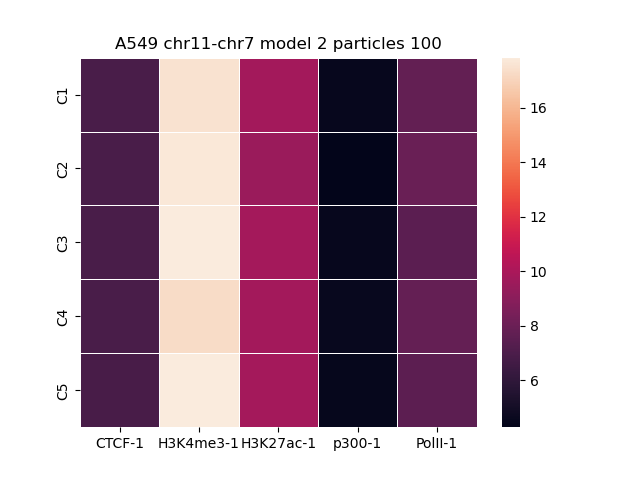 A549 chr11-chr7 model 2 particles 100
C1
C2
C3
C4
C5
CTCF-1 H3K4me3-1 H3K27ac-1 p300-1 PolII-1
16
14
12
10
8
6